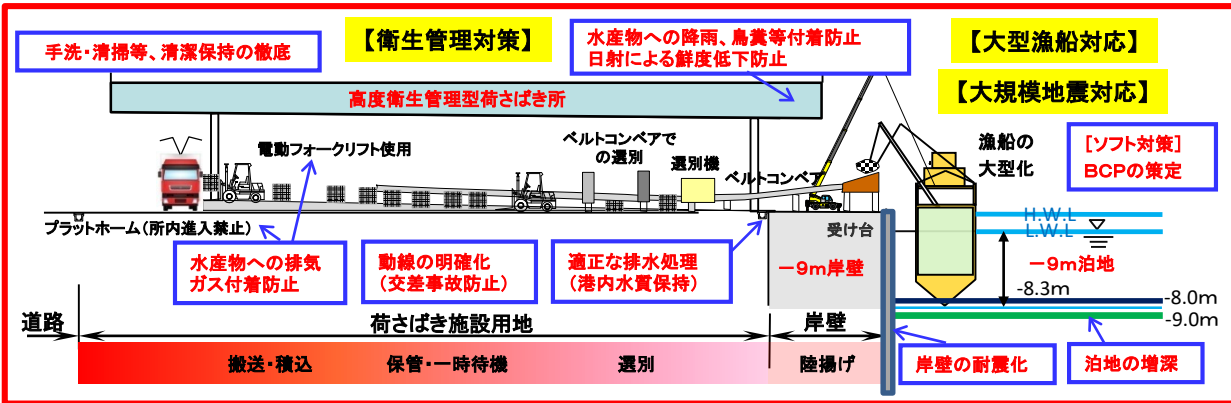 【衛生管理対策】
【大型漁船対応】
【大規模地震対応】
手洗・清掃等、清潔保持の徹底
水産物への降雨、鳥糞等付着防止
日射による鮮度低下防止
高度衛生管理型荷さばき所
電動フォークリフト使用
ベルトコンベアで
の選別
選別機
ベルトコンベア
漁船の
大型化
[ソフト対策]
BCPの策定
H.W.L
L.W.L
プラットホーム（所内進入禁止）
受け台
水産物への排気
ガス付着防止
動線の明確化
（交差事故防止）
適正な排水処理
（港内水質保持）
－9m岸壁
－9m泊地
-8.3m
-8.0m
-9.0m
道路
荷さばき施設用地
岸壁
搬送・積込
保管・一時待機
選別
陸揚げ
岸壁の耐震化
泊地の増深